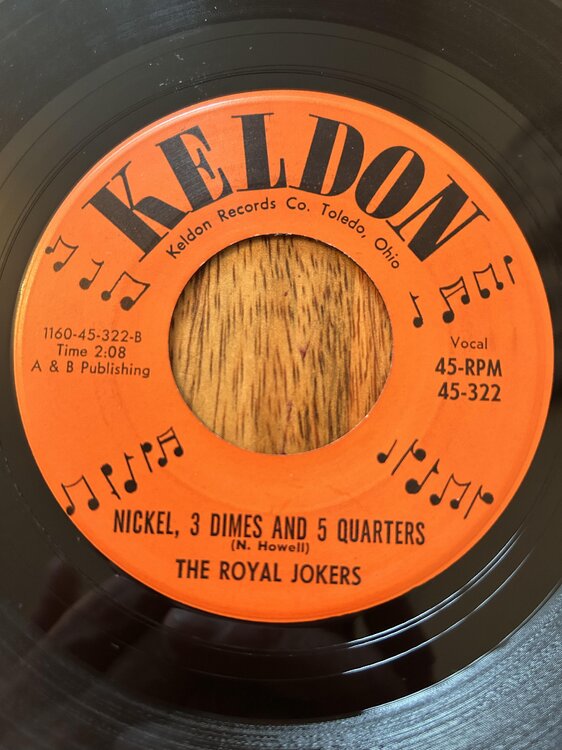 KELDON
Keldon Records Co. Toledo, Ohio
1160-45-322-B
Time 2:08
A & B Publishing
Vocal
45-RPM
45-322
NICKEL, 3 DIMES AND 5 QUARTERS
(N. Howell)
THE ROYAL JOKERS